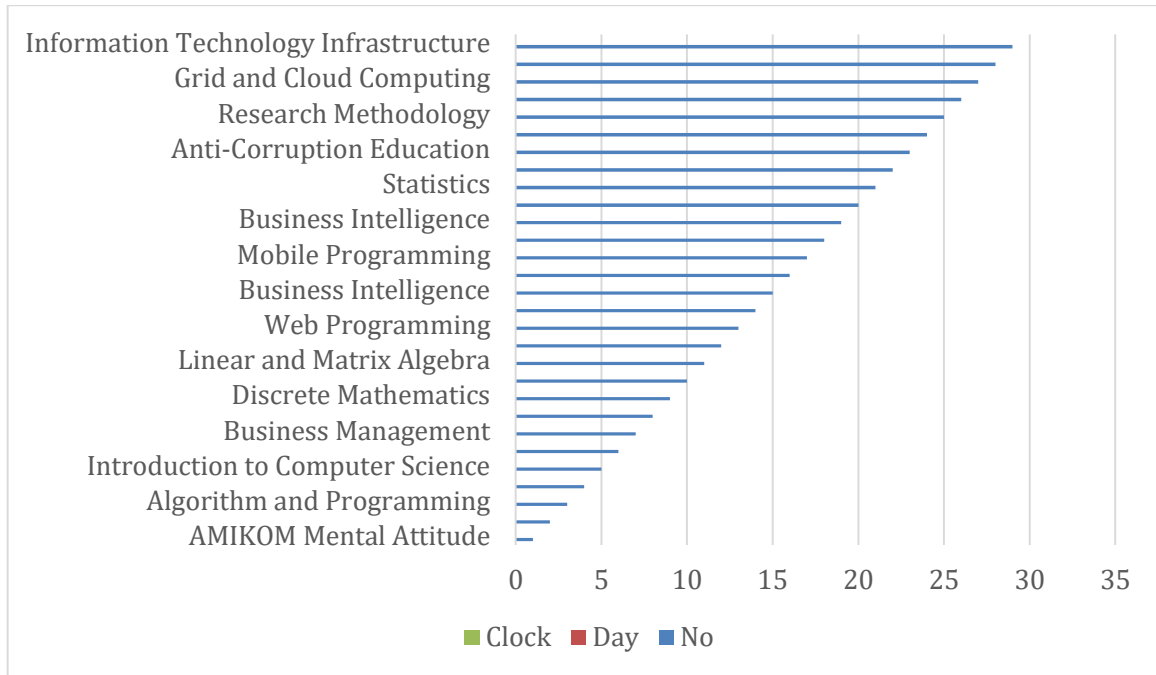 Information Technology Infrastructure
Grid and Cloud Computing
Research Methodology
Anti-Corruption Education
Statistics
Business Intelligence
Mobile Programming
Business Intelligence
Web Programming
Linear and Matrix Algebra
Discrete Mathematics
Business Management
Introduction to Computer Science
Algorithm and Programming
AMIKOM Mental Attitude
0 5 10 15 20 25 30 35
Clock Day No